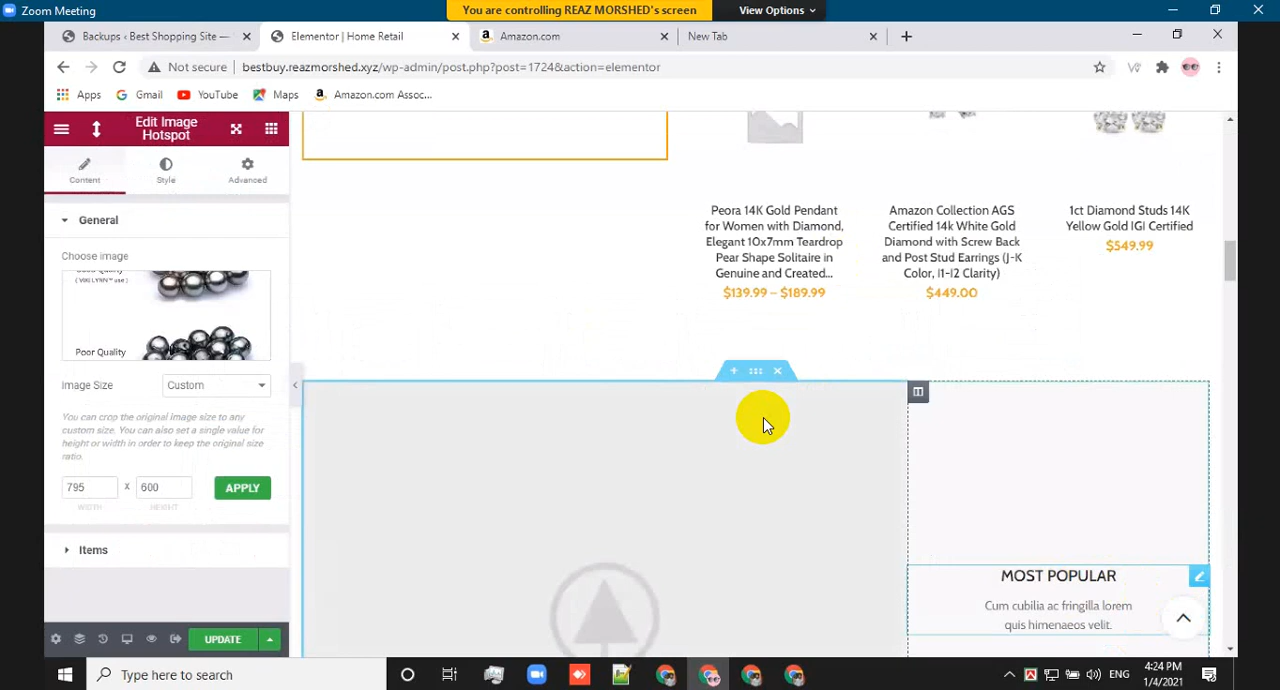 Zoom Meeting
You are controlling REAZ MORSHED's screen
View Options
Backups ‹ Best Shopping Site —
Elementor | Home Retail
Amazon.com
New Tab
Not secure
bestbuy.reazmorshed.xyz/wp-admin/post.php?post=1724&action=elementor
Apps
Gmail
YouTube
Maps
Amazon.com Assoc...
Edit Image
Hotspot
Content
Style
Advanced
General
Choose image
( VIKI LYNN™ use )
Poor Quality
Image Size
Custom
You can crop the original image size to any
custom size. You can also set a single value for
height or width in order to keep the original size
ratio.
795
x
600
APPLY
WIDTH
HEIGHT
Items
UPDATE
Peora 14K Gold Pendant
for Women with Diamond,
Elegant 10x7mm Teardrop
Pear Shape Solitaire in
Genuine and Created...
$139.99 – $189.99
Amazon Collection AGS
Certified 14k White Gold
Diamond with Screw Back
and Post Stud Earrings (J-K
Color, I1-I2 Clarity)
$449.00
1ct Diamond Studs 14K
Yellow Gold IGI Certified
$549.99
MOST POPULAR
Cum cubilia ac fringilla lorem
quis himenaeos velit.
Type here to search
ENG
4:24 PM
1/4/2021